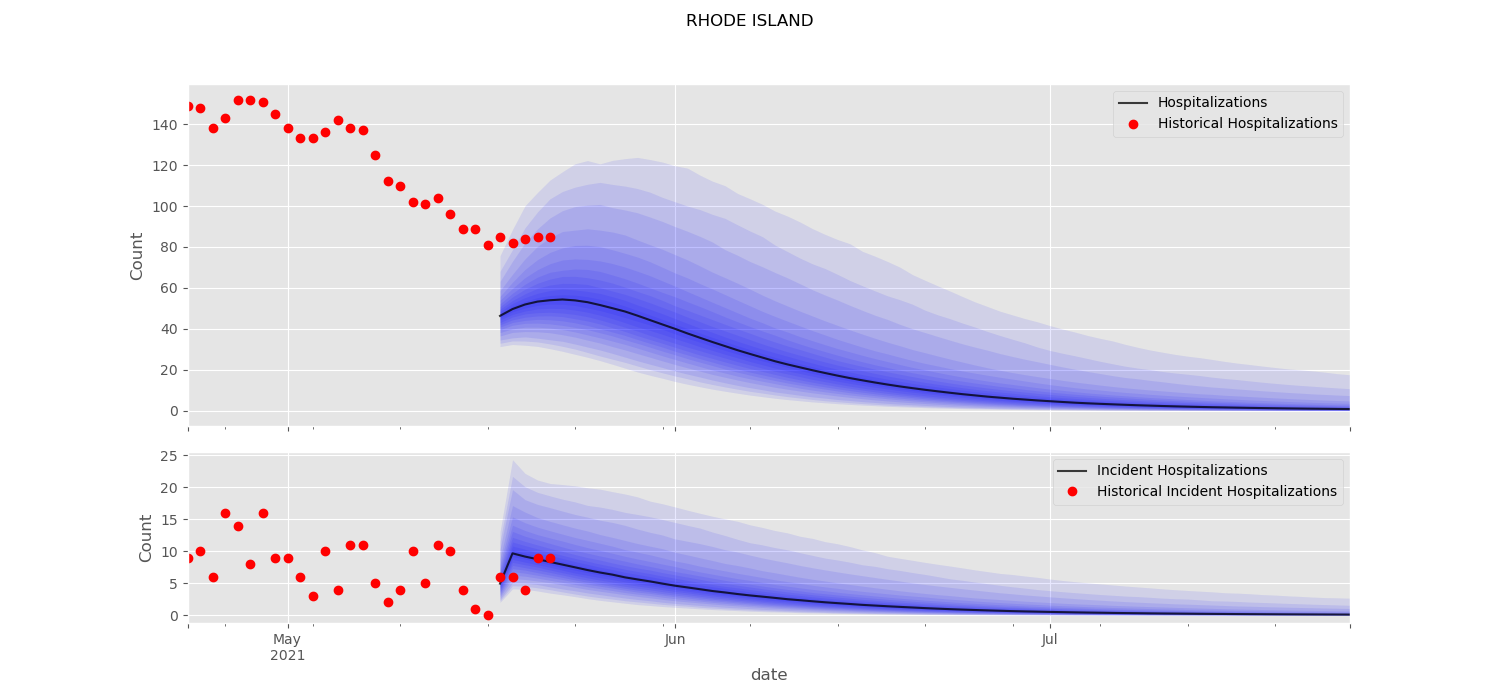 RHODE ISLAND
Hospitalizations
Historical Hospitalizations
Count
140
120
100
80
60
40
20
0
Incident Hospitalizations
Historical Incident Hospitalizations
Count
25
20
15
10
5
0
May
2021
Jun
Jul
date